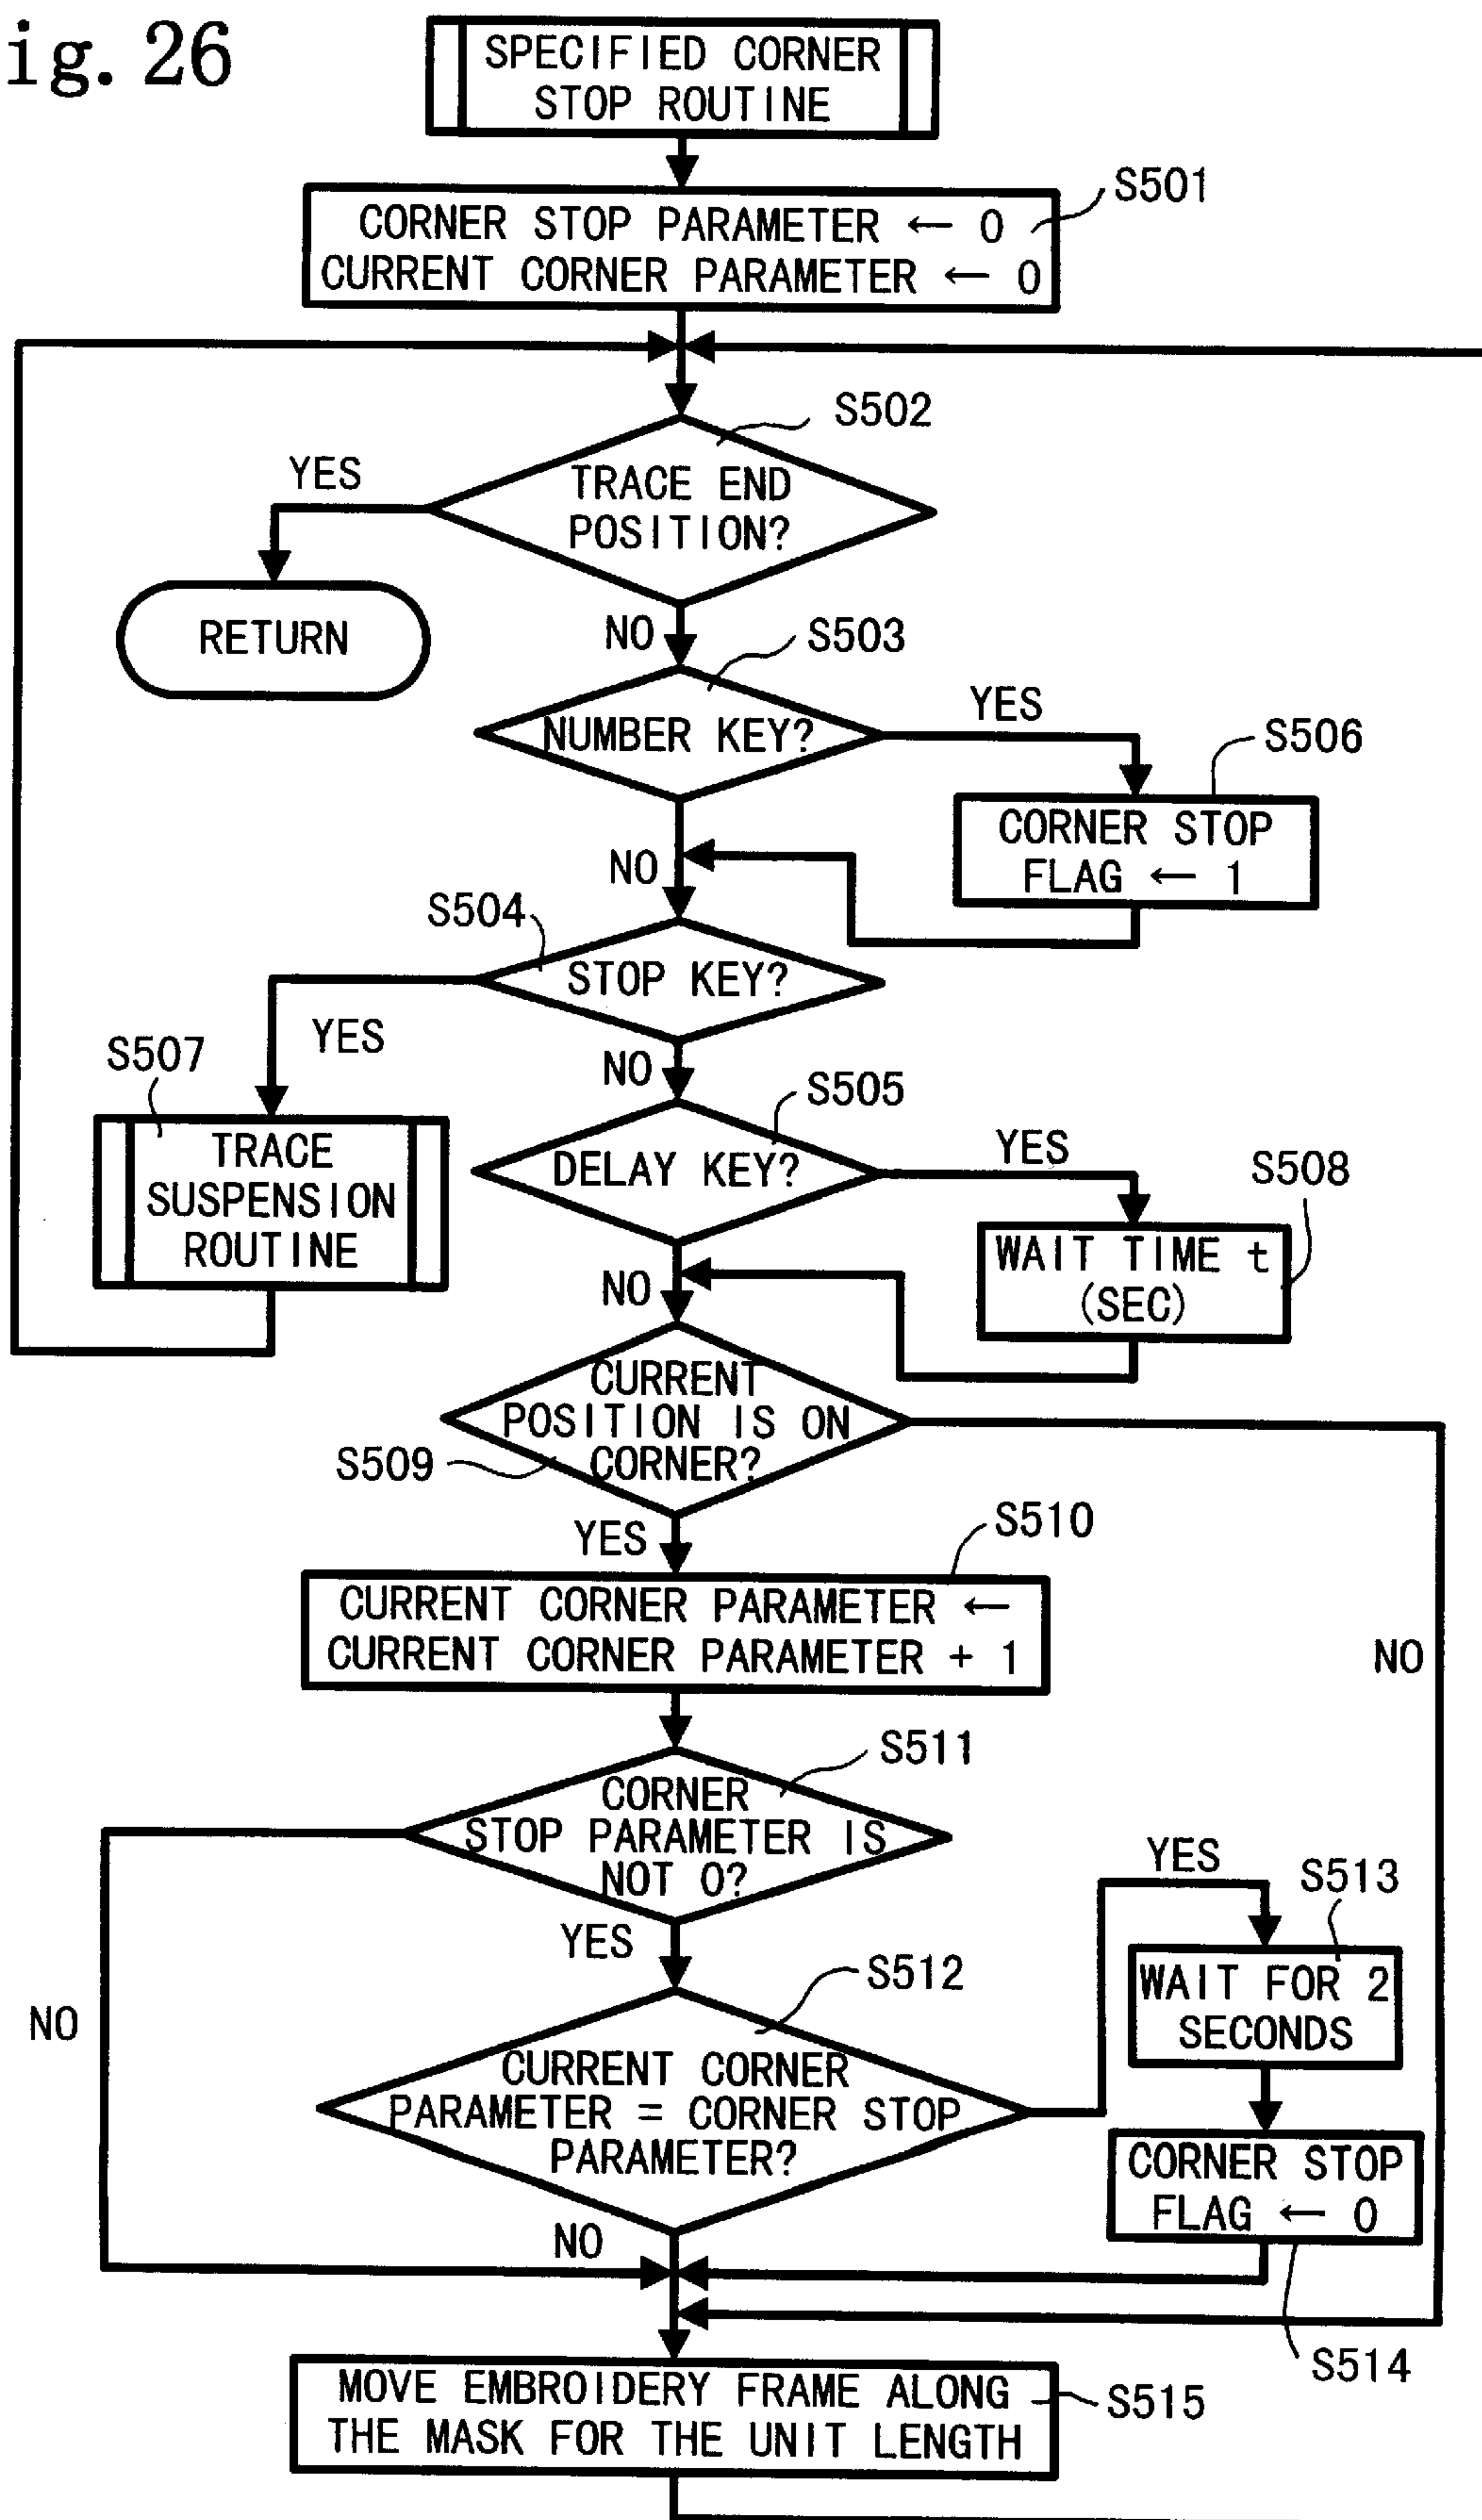 ig. 26
SPECIFIED CORNER
STOP ROUTINE
S501
CORNER STOP PARAMETER ← 0
CURRENT CORNER PARAMETER ← 0
S502
YES
TRACE END
POSITION?
RETURN
NO
S503
YES
NUMBER KEY?
S506
CORNER STOP
FLAG ← 1
NO
S504
STOP KEY?
YES
S507
NO
S505
TRACE
SUSPENSION
ROUTINE
DELAY KEY?
YES
S508
WAIT TIME t
(SEC)
NO
CURRENT
POSITION IS ON
CORNER?
S509
YES
S510
CURRENT CORNER PARAMETER ←
CURRENT CORNER PARAMETER + 1
NO
S511
CORNER
STOP PARAMETER IS
NOT 0?
YES
YES
S513
S512
WAIT FOR 2
SECONDS
NO
CURRENT CORNER
PARAMETER = CORNER STOP
PARAMETER?
CORNER STOP
FLAG ← 0
NO
S514
MOVE EMBROIDERY FRAME ALONG
THE MASK FOR THE UNIT LENGTH
S515